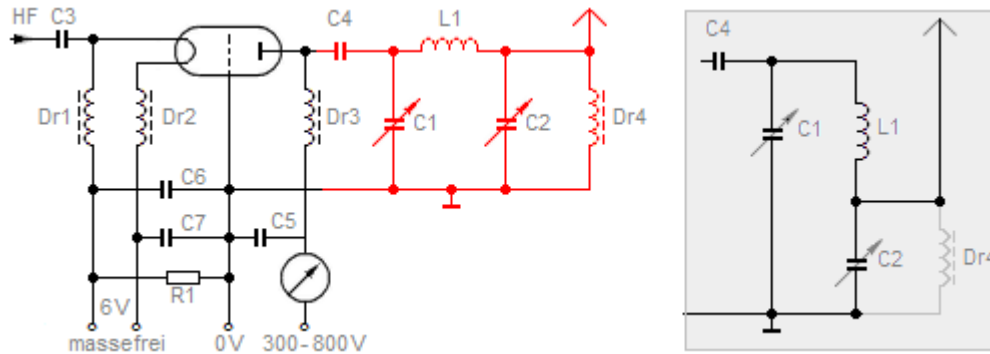 HF C3
C4
L1
Dr1
Dr2
Dr3
C1
C2
Dr4
C6
C7
C5
R1
6V
massefrei
0V
300-800V
C4
C1
L1
C2
Dr4